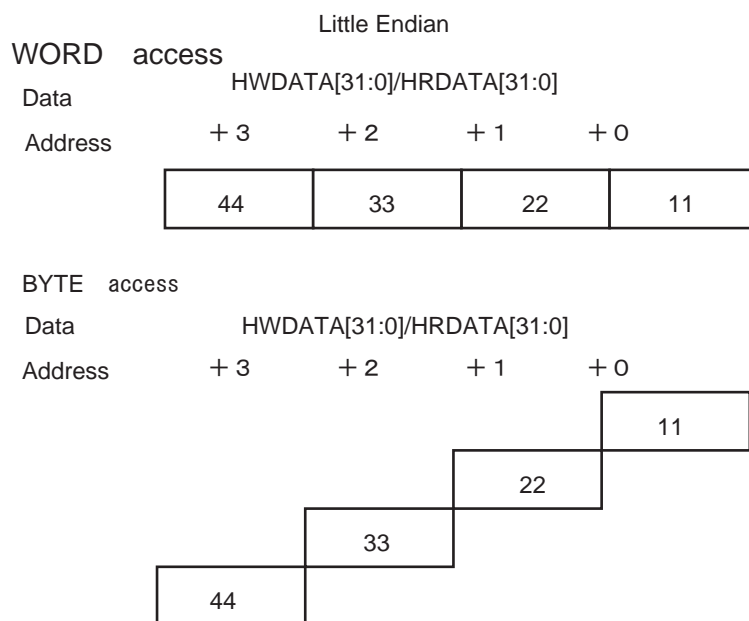 Little Endian
WORD access
Data HWDATA[31:0]/HRDATA[31:0]
Address +3 +2 +1 +0
44 33 22 11
BYTE access
Data HWDATA[31:0]/HRDATA[31:0]
Address +3 +2 +1 +0
11
22
33
44